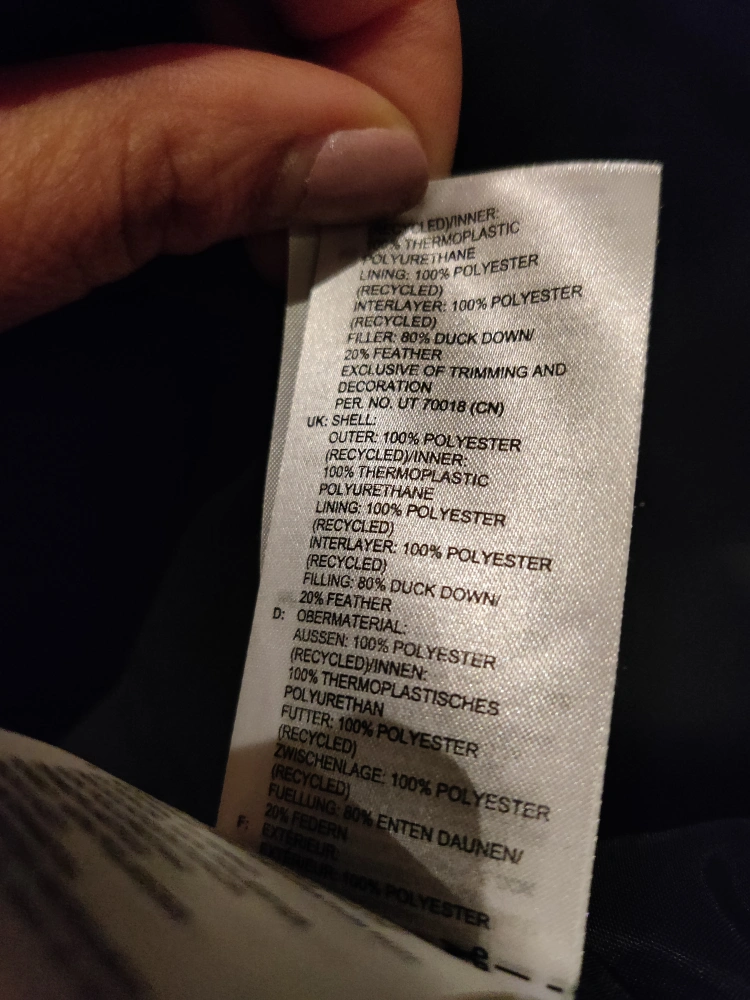 CLED)/INNER:
THERMOPLASTIC
POLYURETHANE
LINING: 100% POLYESTER
(RECYCLED)
INTERLAYER: 100% POLYESTER
(RECYCLED)
FILLER: 80% DUCK DOWN/
20% FEATHER
EXCLUSIVE OF TRIMMING AND
DECORATION
PER. NO. UT 70018 (CN)
UK: SHELL:
OUTER: 100% POLYESTER
(RECYCLED)/INNER:
100% THERMOPLASTIC
POLYURETHANE
LINING: 100% POLYESTER
(RECYCLED)
INTERLAYER: 100% POLYESTER
(RECYCLED)
FILLING: 80% DUCK DOWN/
20% FEATHER
D: OBERMATERIAL:
AUSSEN: 100% POLYESTER
(RECYCLED)/INNEN:
100% THERMOPLASTISCHES
POLYURETHAN
FUTTER: 100% POLYESTER
(RECYCLED)
ZWISCHENLAGE: 100% POLYESTER
(RECYCLED)
FUELLUNG: 80% ENTEN DAUNEN/
20% FEDERN
F: EXTERIEUR:
EXTERIEUR: 100% POLYESTER